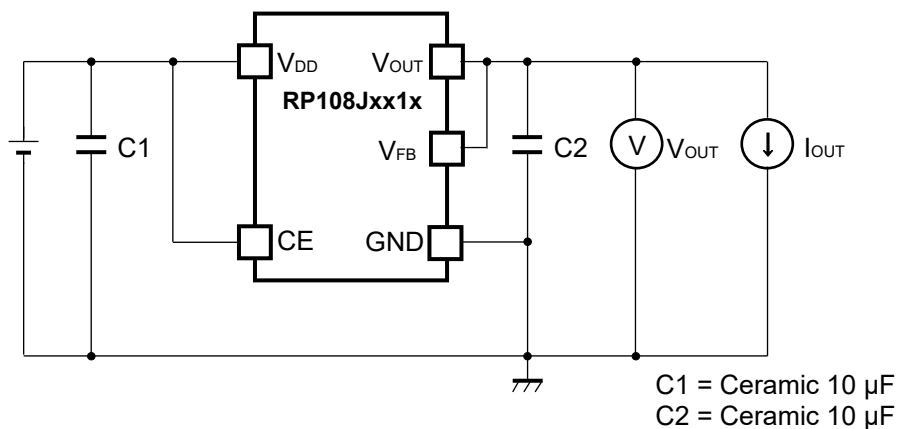 VDD VOUT
RP108Jxx1x
C1 VFB C2 V VOUT IOUT
CE GND
C1 = Ceramic 10 µF
C2 = Ceramic 10 µF